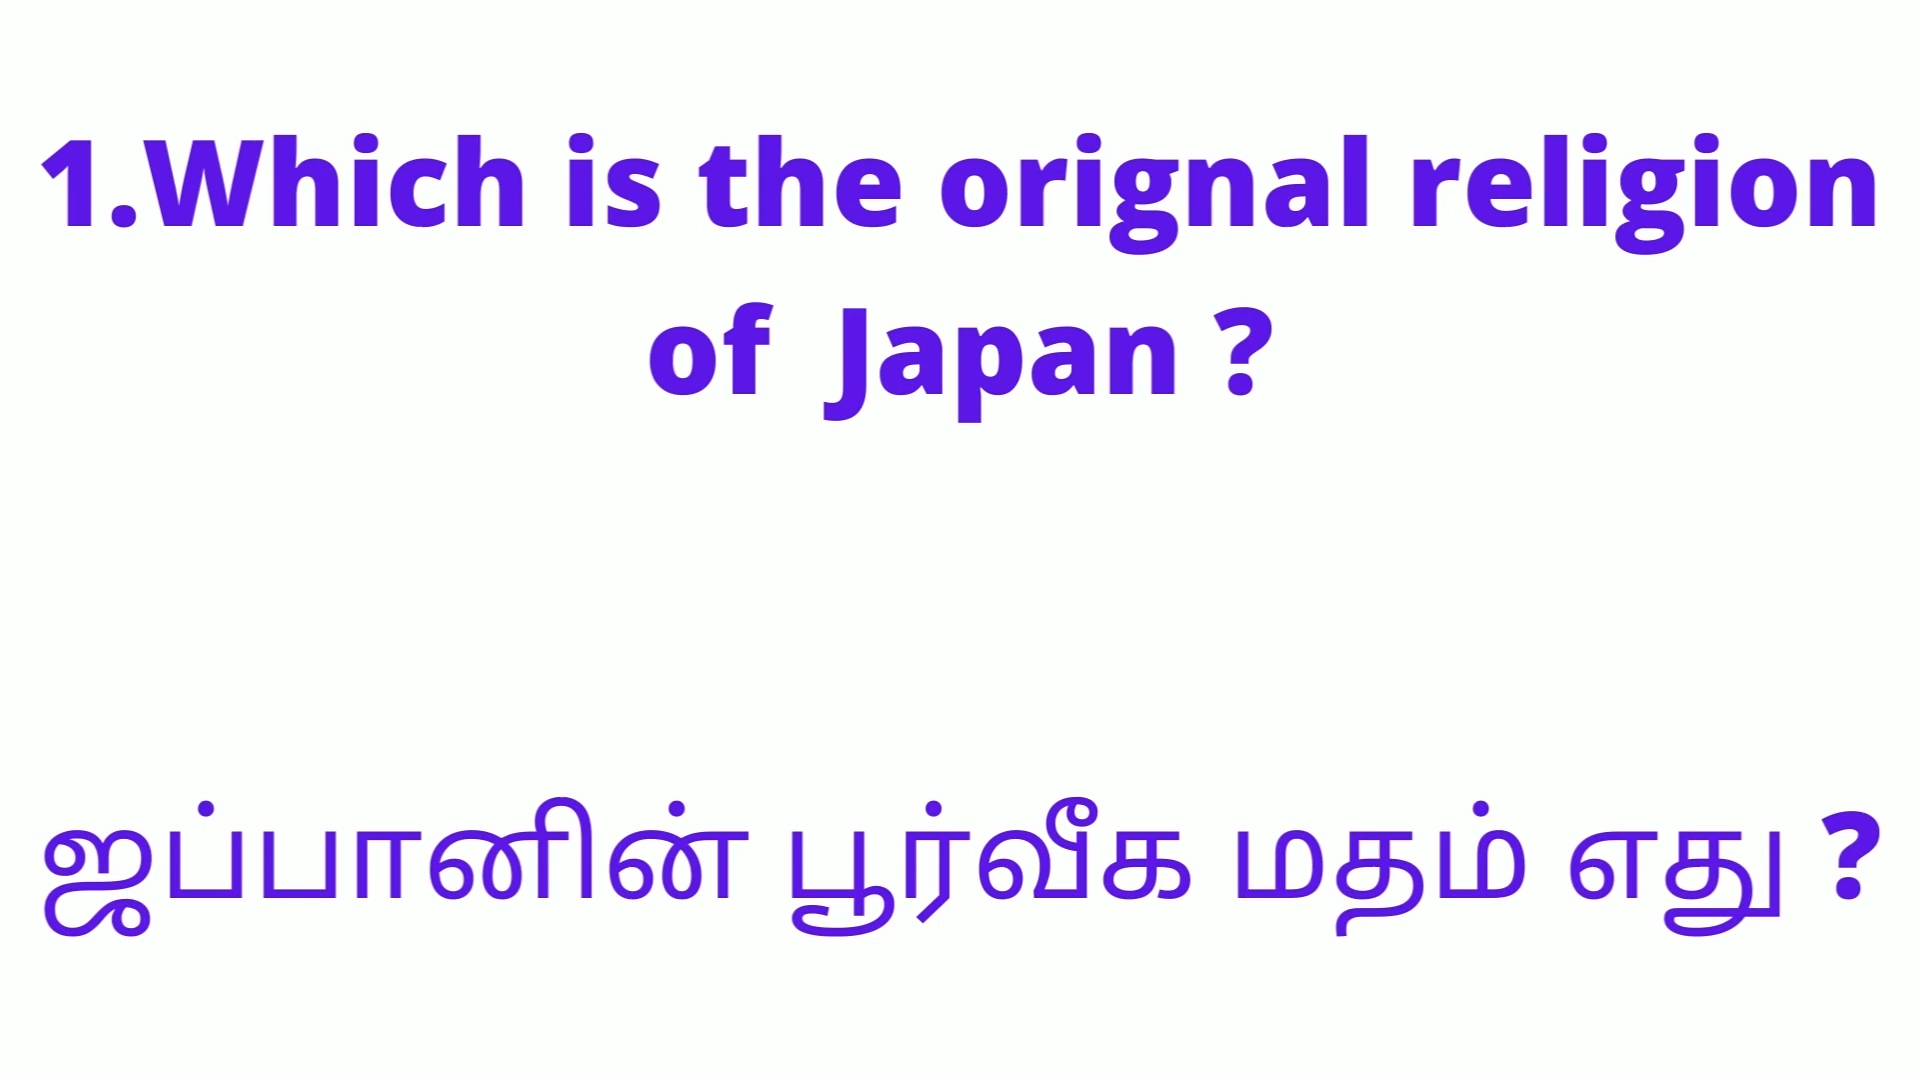 1.Which is the orignal religion
of  Japan ?
ஜப்பானின் பூர்வீக மதம் எது ?